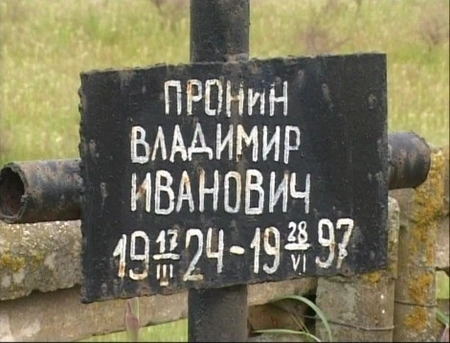 ПРОНИН
ВЛАДИМИР
ИВАНОВИЧ
19 17/III 24-19 28/VI 97